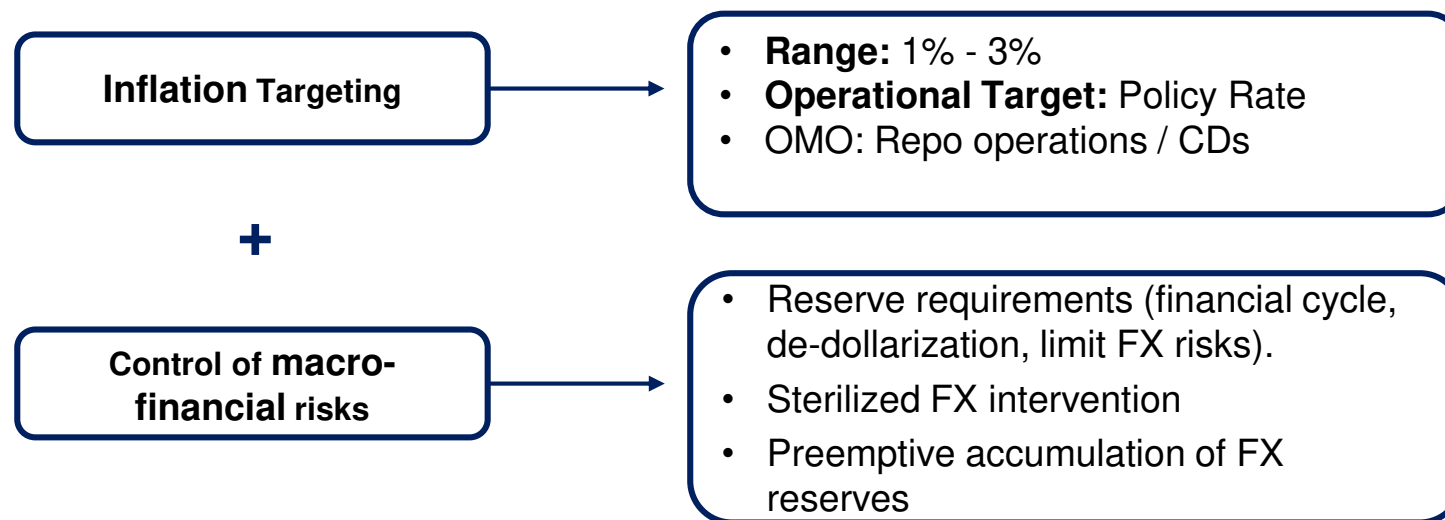 Inflation Targeting
• Range: 1% - 3%
• Operational Target: Policy Rate
• OMO: Repo operations / CDs
+
Control of macro-
financial risks
• Reserve requirements (financial cycle,
de-dollarization, limit FX risks).
• Sterilized FX intervention
• Preemptive accumulation of FX
reserves